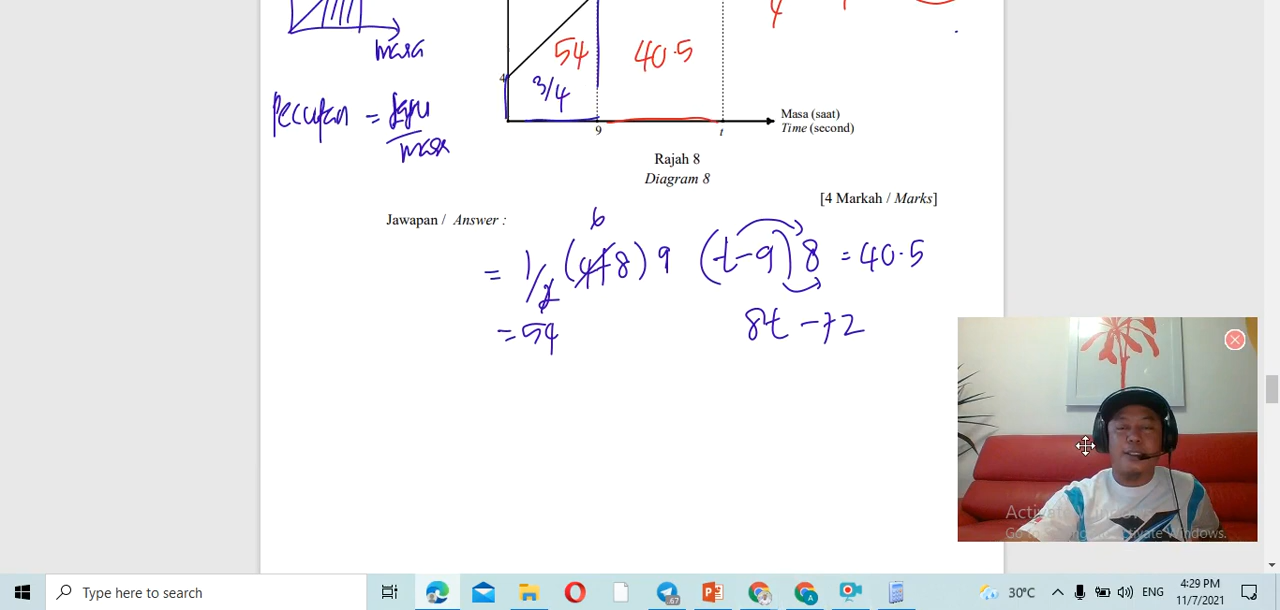 masa
54
40.5
4
3/4
Pecutan = laju
masa
9
t
Masa (saat)
Time (second)
Rajah 8
Diagram 8
[4 Markah / Marks]
Jawapan / Answer :
6
= 1/2 (4+8) 9 (t-9) 8 = 40.5
= 54
8t - 72
Activate Windows
Go to Settings to activate Windows.
Type here to search
67
30°C
ENG
4:29 PM
11/7/2021